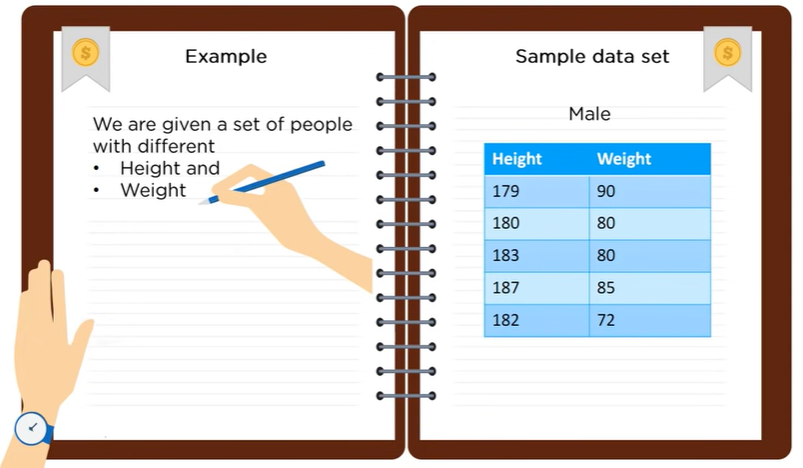 Example
We are given a set of people
with different
• Height and
• Weight
Sample data set
Male
Height Weight
179 90
180 80
183 80
187 85
182 72
$
$